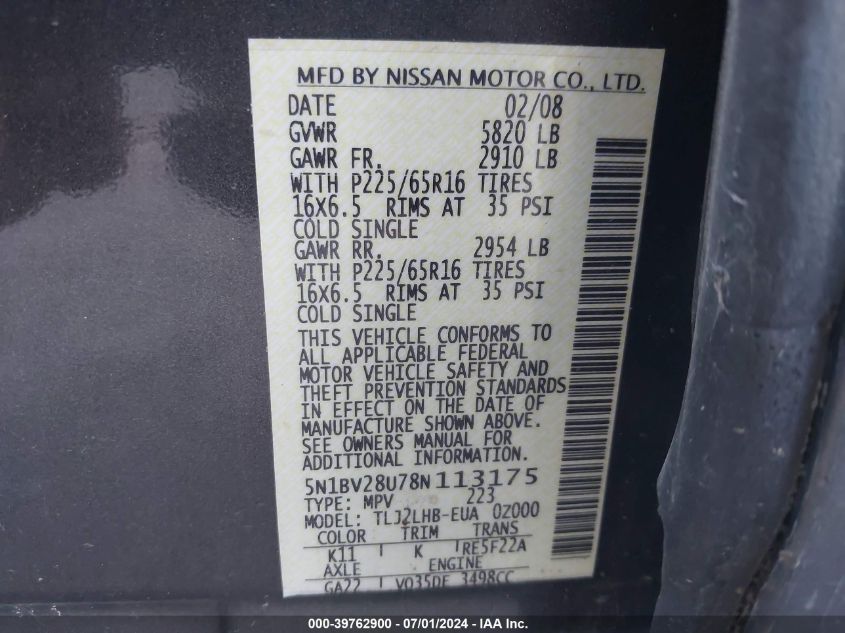 MFD BY NISSAN MOTOR CO., LTD.
DATE 02/08
GVWR 5820 LB
GAWR FR. 2910 LB
WITH P225/65R16 TIRES
16X6.5 RIMS AT 35 PSI
COLD SINGLE
GAWR RR. 2954 LB
WITH P225/65R16 TIRES
16X6.5 RIMS AT 35 PSI
COLD SINGLE
THIS VEHICLE CONFORMS TO
ALL APPLICABLE FEDERAL
MOTOR VEHICLE SAFETY AND
THEFT PREVENTION STANDARDS
IN EFFECT ON THE DATE OF
MANUFACTURE SHOWN ABOVE.
SEE OWNERS MANUAL FOR
ADDITIONAL INFORMATION.
5N1BV28U78N113175
TYPE: MPV 223
MODEL: TLJ2LHB-EUA 0Z000
COLOR TRIM TRANS
K11 K RE5F22A
AXLE ENGINE
GA22 VQ35DE 3498CC
000-39762900 - 07/01/2024 - IAA Inc.